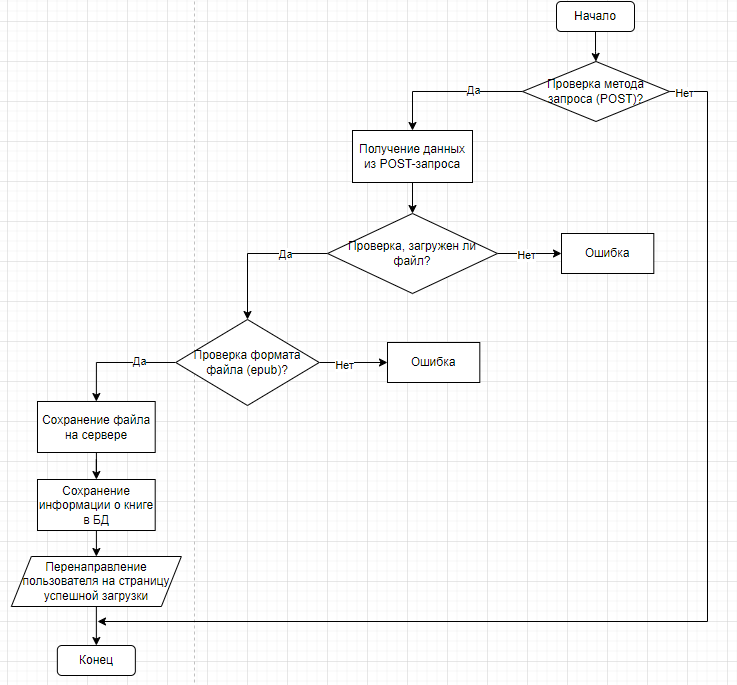 Начало
Проверка метода
запроса (POST)?
Да
Нет
Получение данных
из POST-запроса
Проверка, загружен ли
файл?
Да
Нет
Ошибка
Проверка формата
файла (epub)?
Да
Нет
Ошибка
Сохранение файла
на сервере
Сохранение
информации о книге
в БД
Перенаправление
пользователя на страницу
успешной загрузки
Конец